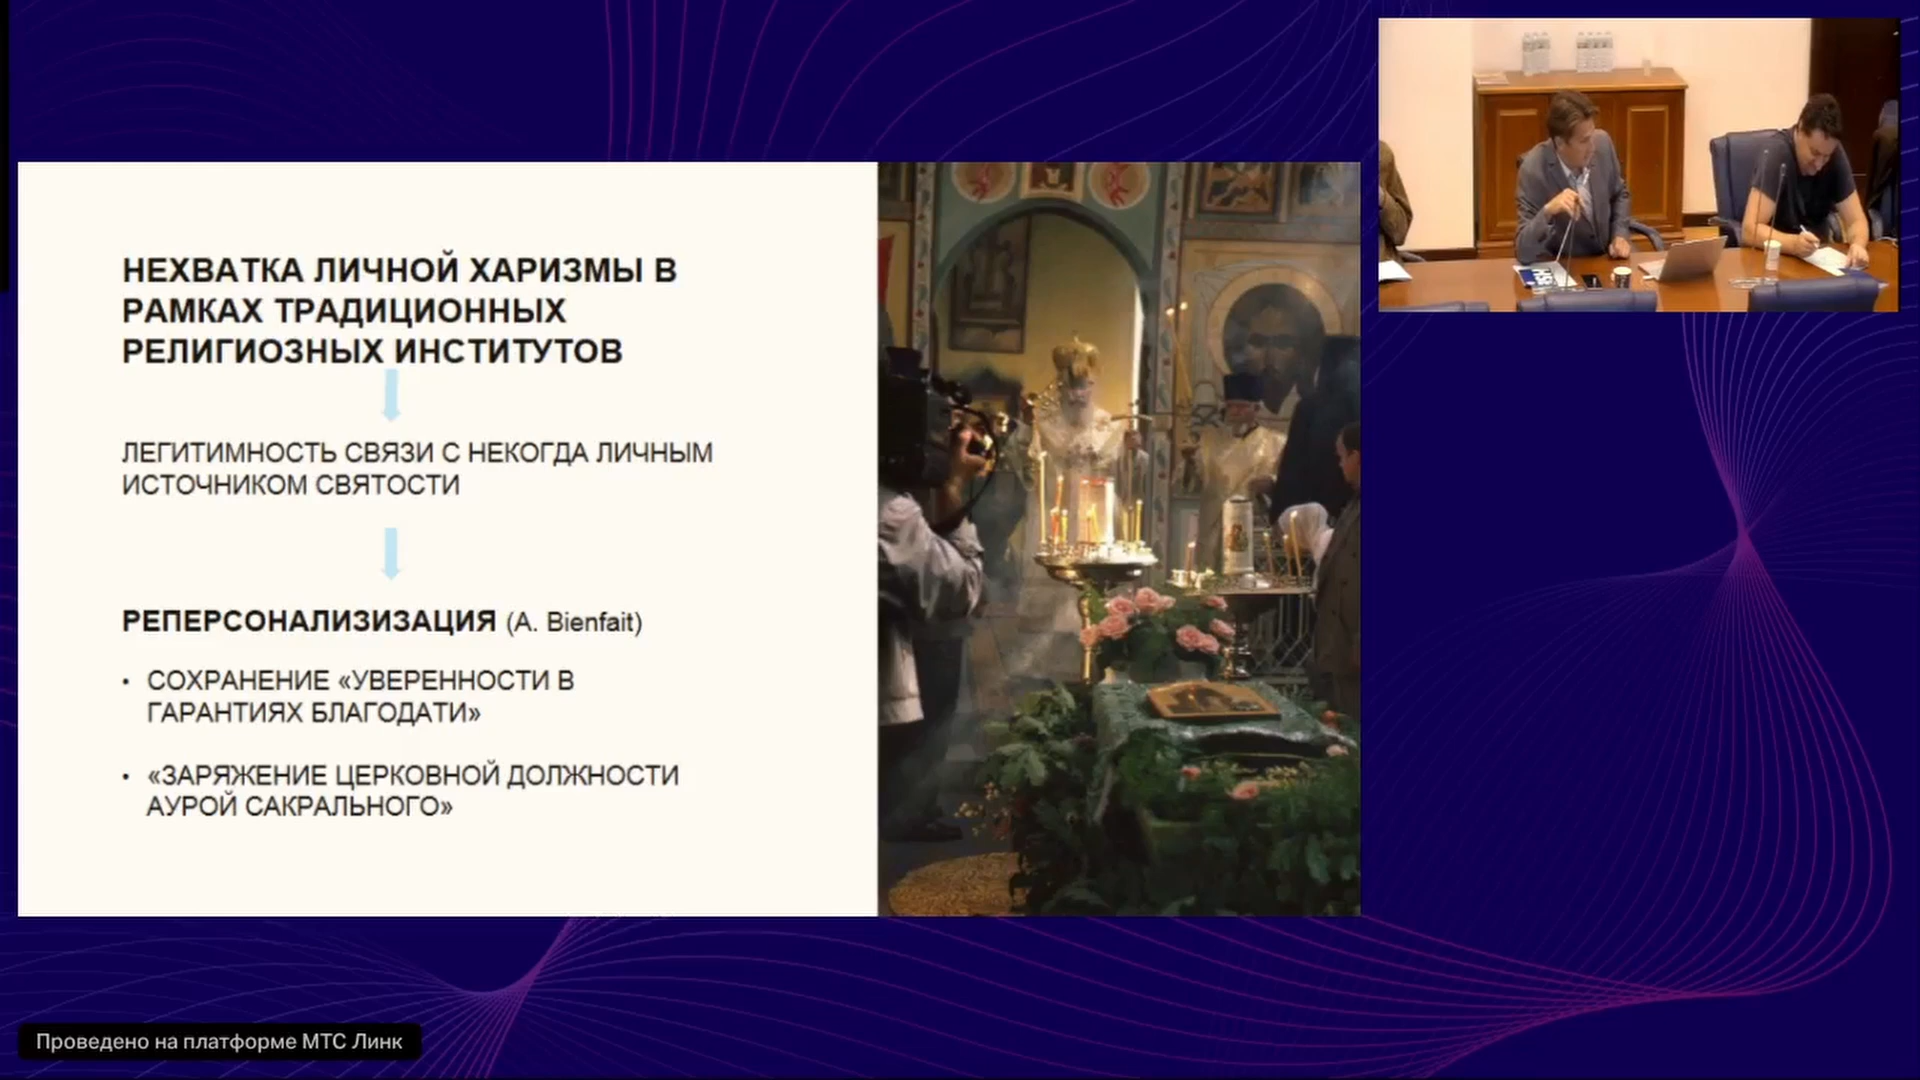 НЕХВАТКА ЛИЧНОЙ ХАРИЗМЫ В
РАМКАХ ТРАДИЦИОННЫХ
РЕЛИГИОЗНЫХ ИНСТИТУТОВ
ЛЕГИТИМНОСТЬ СВЯЗИ С НЕКОГДА ЛИЧНЫМ
ИСТОЧНИКОМ СВЯТОСТИ
РЕПЕРСОНАЛИЗИЗАЦИЯ (A. Bienfait)
• СОХРАНЕНИЕ «УВЕРЕННОСТИ В
ГАРАНТИЯХ БЛАГОДАТИ»
• «ЗАРЯЖЕНИЕ ЦЕРКОВНОЙ ДОЛЖНОСТИ
АУРОЙ САКРАЛЬНОГО»
Проведено на платформе МТС Линк